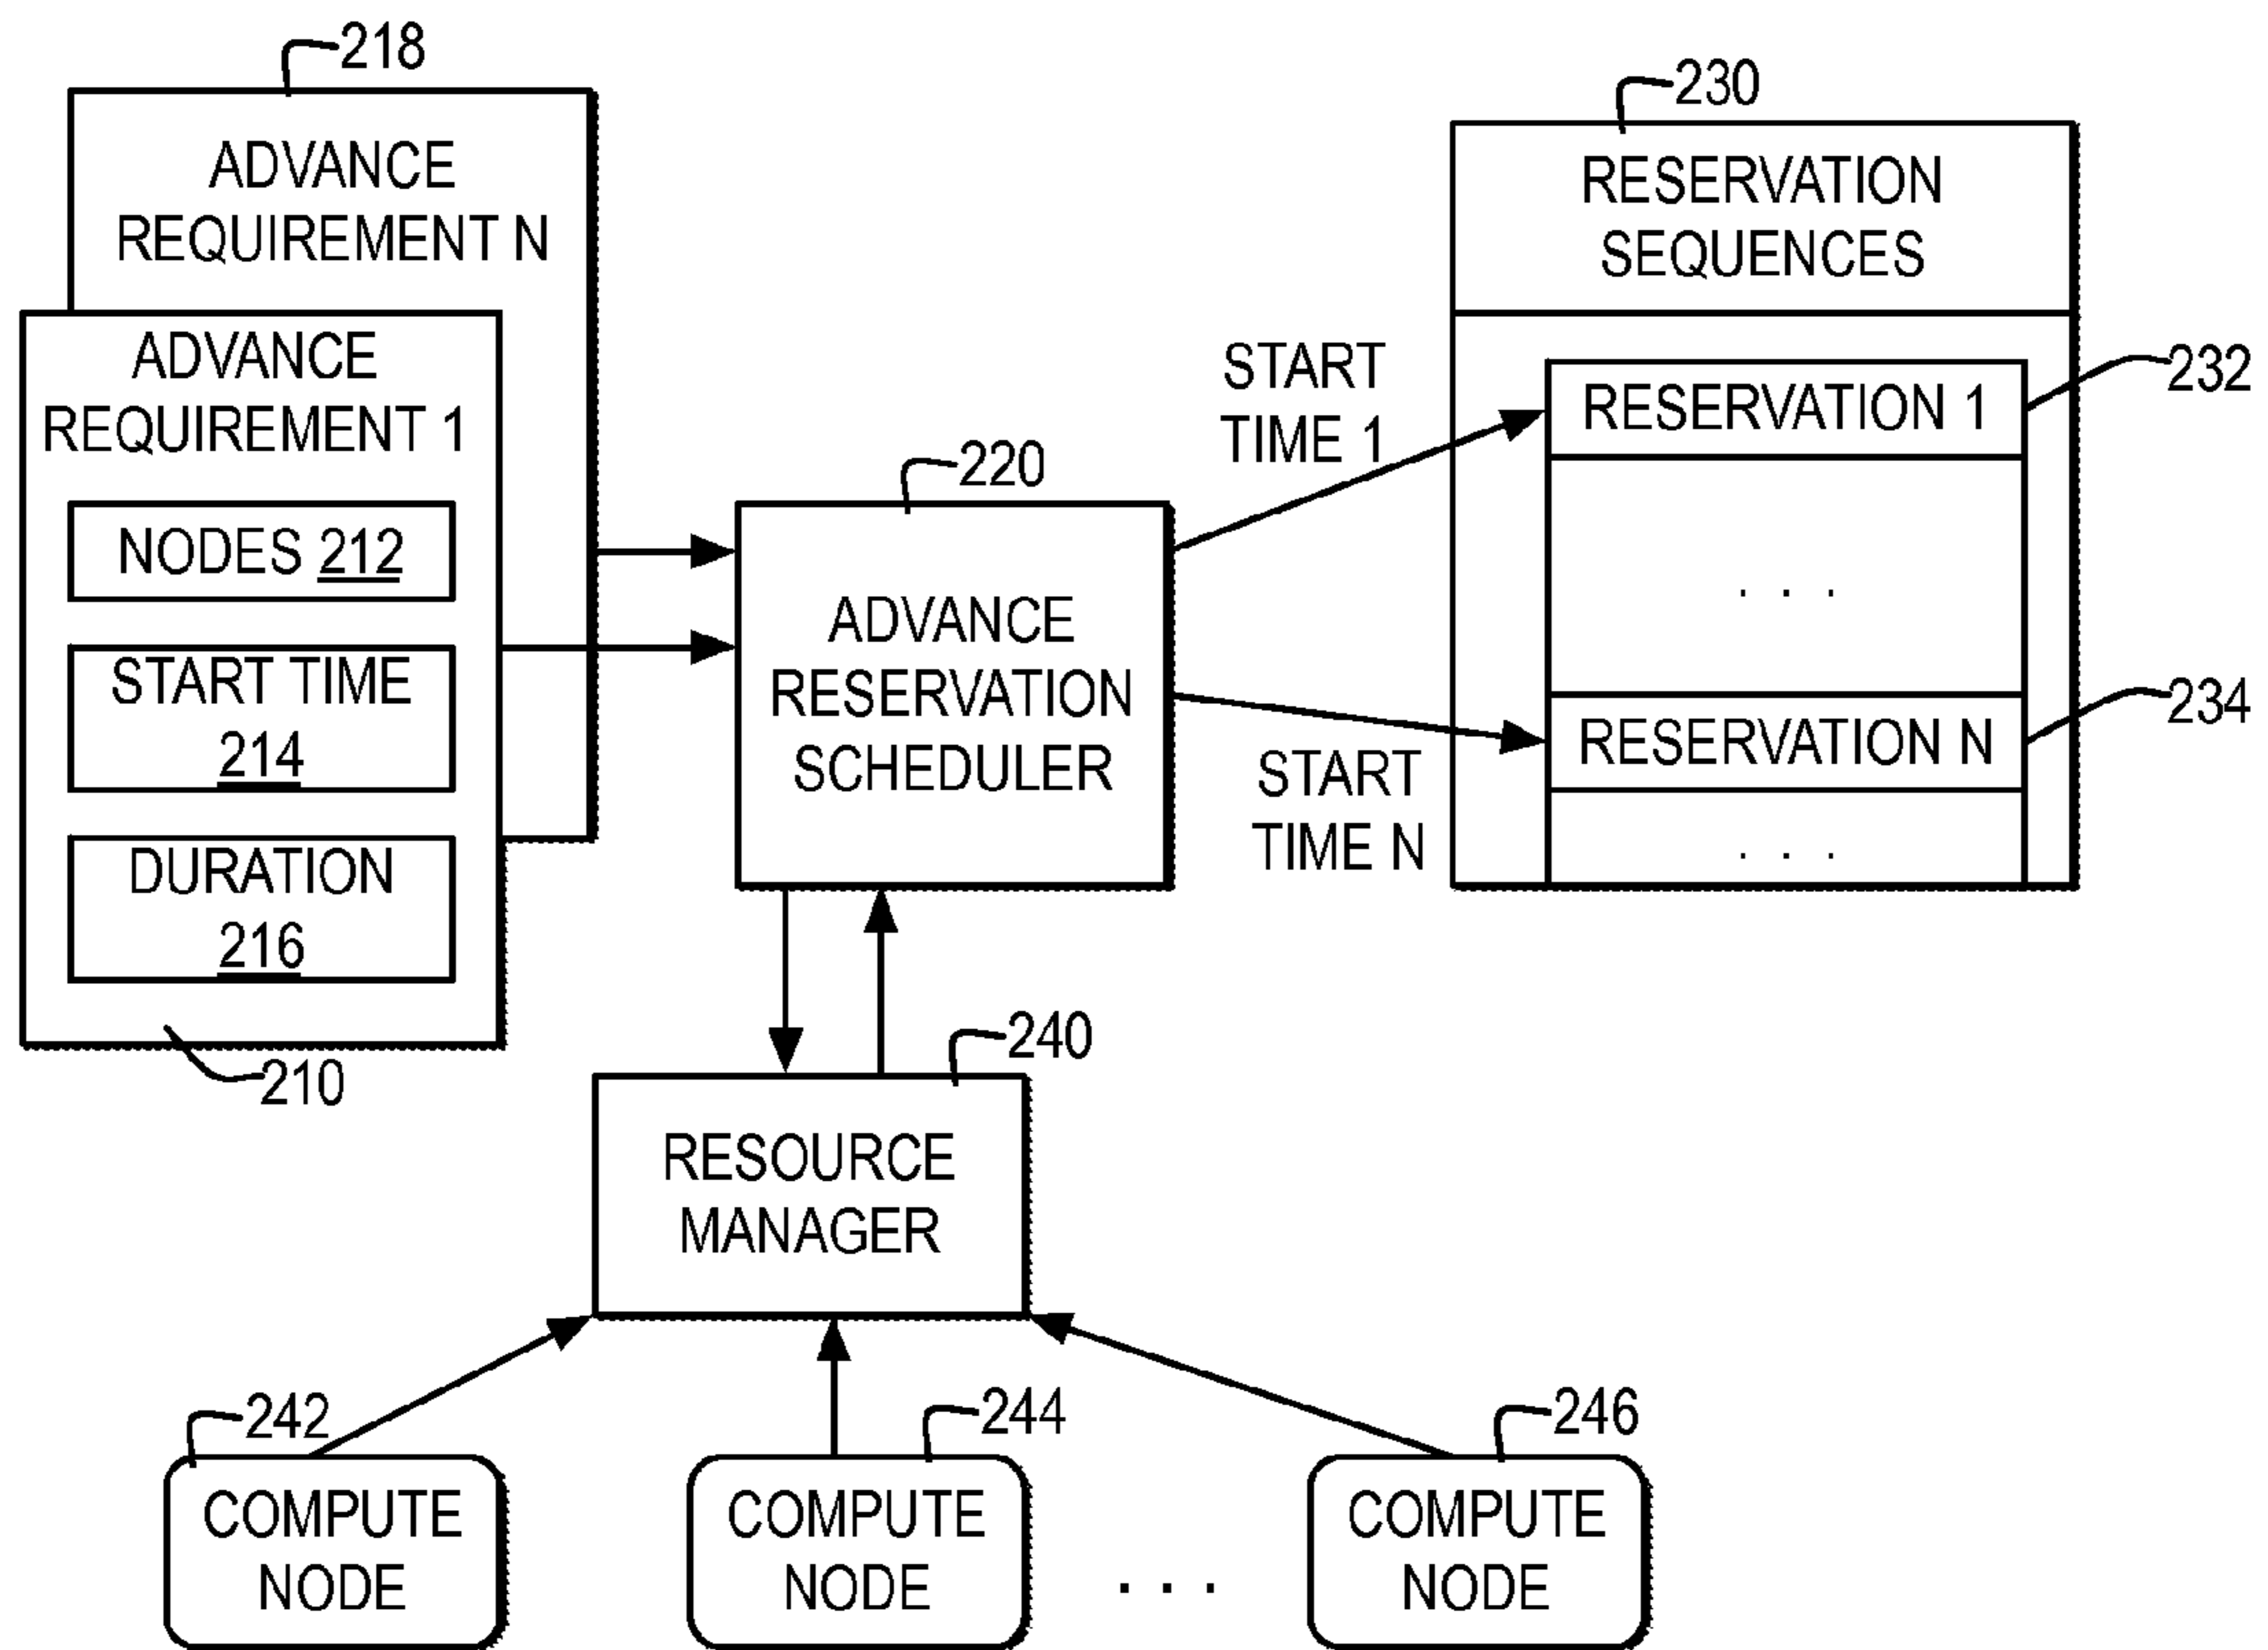 218
ADVANCE
REQUIREMENT N
ADVANCE
REQUIREMENT 1
NODES 212
START TIME
214
DURATION
216
210
220
ADVANCE
RESERVATION
SCHEDULER
START
TIME 1
START
TIME N
230
RESERVATION
SEQUENCES
RESERVATION 1
232
. . .
RESERVATION N
234
. . .
240
RESOURCE
MANAGER
242
COMPUTE
NODE
244
COMPUTE
NODE
. . .
246
COMPUTE
NODE